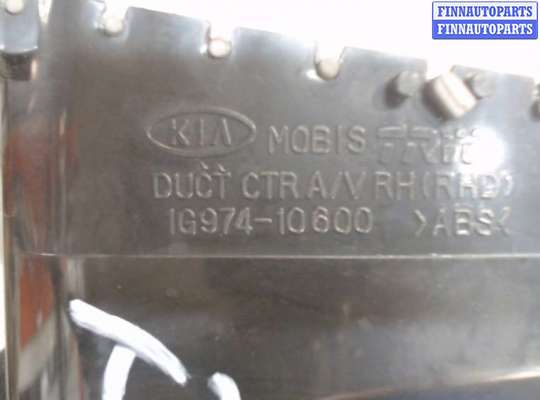 FINNAUTOPARTS
FINNAUTOPARTS
KIA MOBIS
DUCT CTR A/V RH(RHD)
1G974-10600 >ABS<